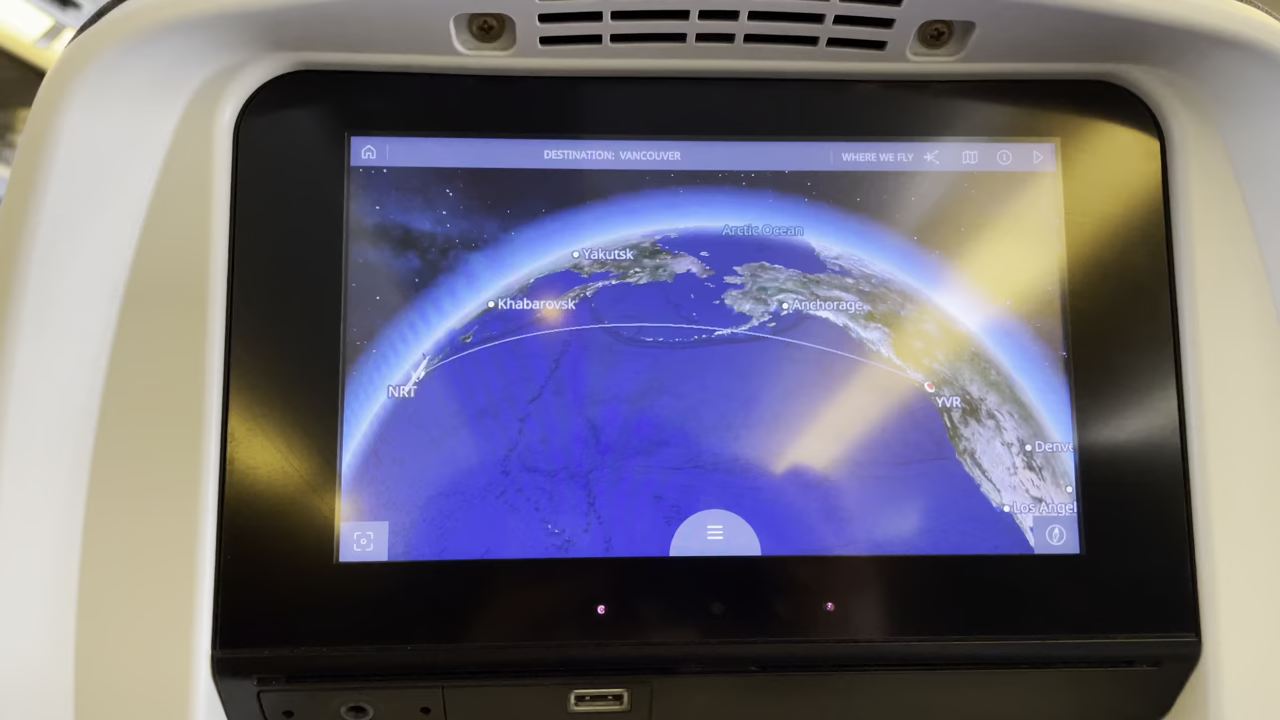 DESTINATION: VANCOUVER
WHERE WE FLY
Arctic Ocean
Yakutsk
Khabarovsk
Anchorage
NRT
YVR
Denve
Los Angel